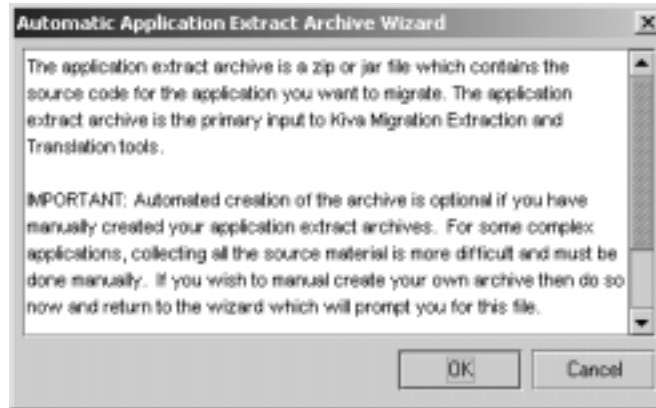 Automatic Application Extract Archive Wizard
The application extract archive is a zip or jar file which contains the
source code for the application you want to migrate. The application
extract archive is the primary input to Kiva Migration Extraction and
Translation tools.
IMPORTANT: Automated creation of the archive is optional if you have
manually created your application extract archives. For some complex
applications, collecting all the source material is more difficult and must be
done manually. If you wish to manual create your own archive then do so
now and return to the wizard which will prompt you for this file.
OK
Cancel